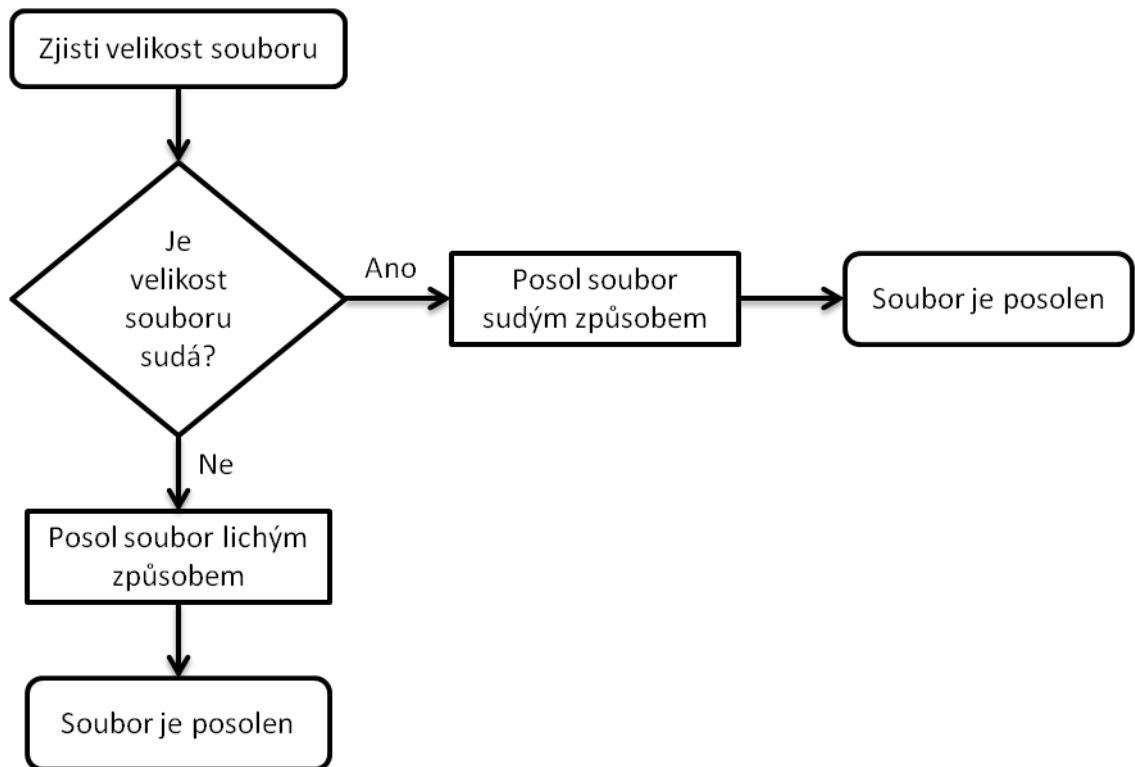 Zjisti velikost souboru
Je
velikost
souboru
sudá?
Ano
Posol soubor
sudým způsobem
Soubor je posolen
Ne
Posol soubor lichým
způsobem
Soubor je posolen